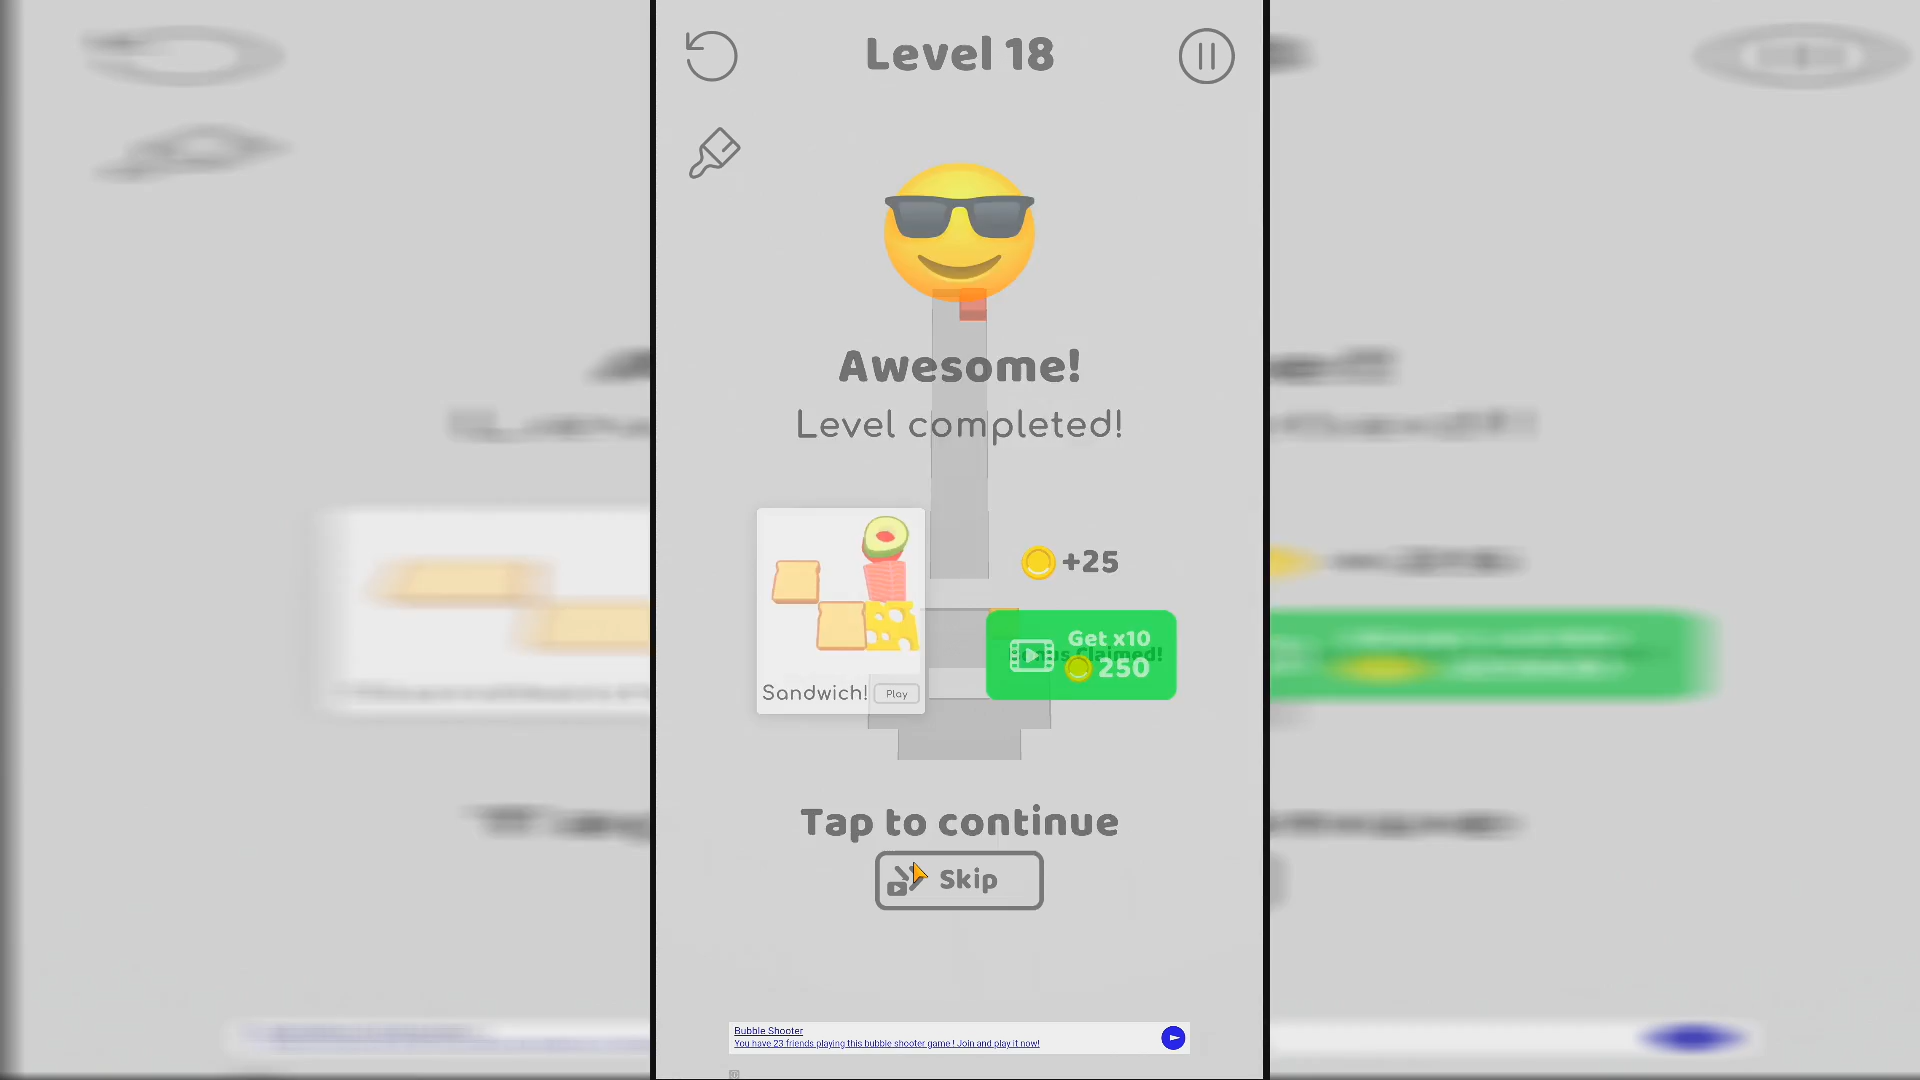 Level 18
Awesome!
Level completed!
+25
Get x10
Claimed!
250
Sandwich!
Play
Tap to continue
Skip
Bubble Shooter
You have 23 friends playing this bubble shooter game ! Join and play it now!